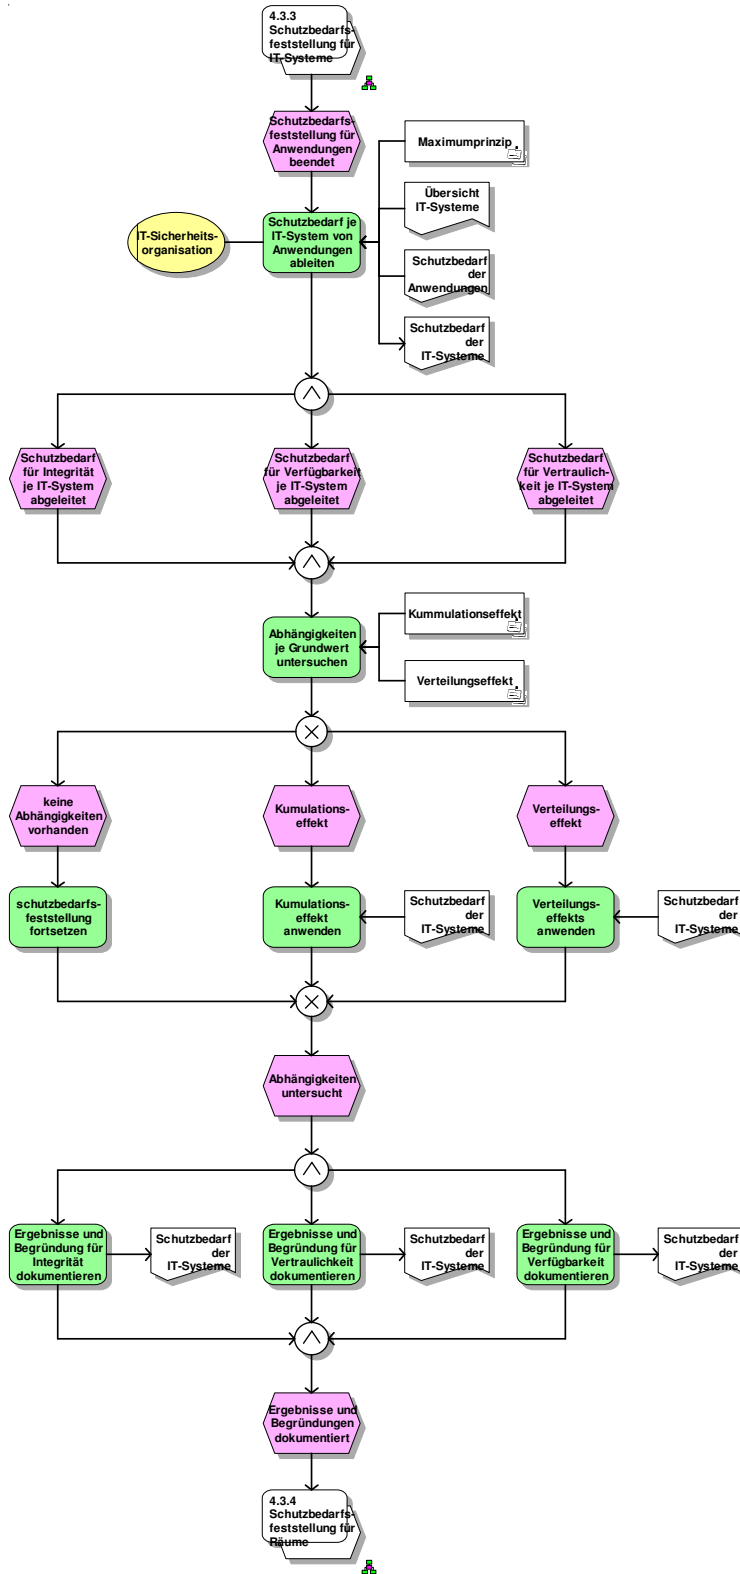 4.3.3
Schutzbedarfs-
feststellung für
IT-Systeme
Schutzbedarfs-
feststellung für
Anwendungen
beendet
Maximumprinzip
Übersicht
IT-Systeme
IT-Sicherheits-
organisation
Schutzbedarf je
IT-System von
Anwendungen
ableiten
Schutzbedarf
der
Anwendungen
Schutzbedarf
der
IT-Systeme
Schutzbedarf
für Integrität
je IT-System
abgeleitet
Schutzbedarf
für Verfügbarkeit
je IT-System
abgeleitet
Schutzbedarf
für Vertraulich-
keit je IT-System
abgeleitet
Kummulationseffekt
Abhängigkeiten
je Grundwert
untersuchen
Verteilungseffekt
keine
Abhängigkeiten
vorhanden
Kumulations-
effekt
Verteilungs-
effekt
schutzbedarfs-
feststellung
fortsetzen
Kumulations-
effekt
anwenden
Schutzbedarf
der
IT-Systeme
Verteilungs-
effekts
anwenden
Schutzbedarf
der
IT-Systeme
Abhängigkeiten
untersucht
Ergebnisse und
Begründung für
Integrität
dokumentieren
Schutzbedarf
der
IT-Systeme
Ergebnisse und
Begründung für
Vertraulichkeit
dokumentieren
Schutzbedarf
der
IT-Systeme
Ergebnisse und
Begründung für
Verfügbarkeit
dokumentieren
Schutzbedarf
der
IT-Systeme
Ergebnisse und
Begründungen
dokumentiert
4.3.4
Schutzbedarfs-
feststellung für
Räume